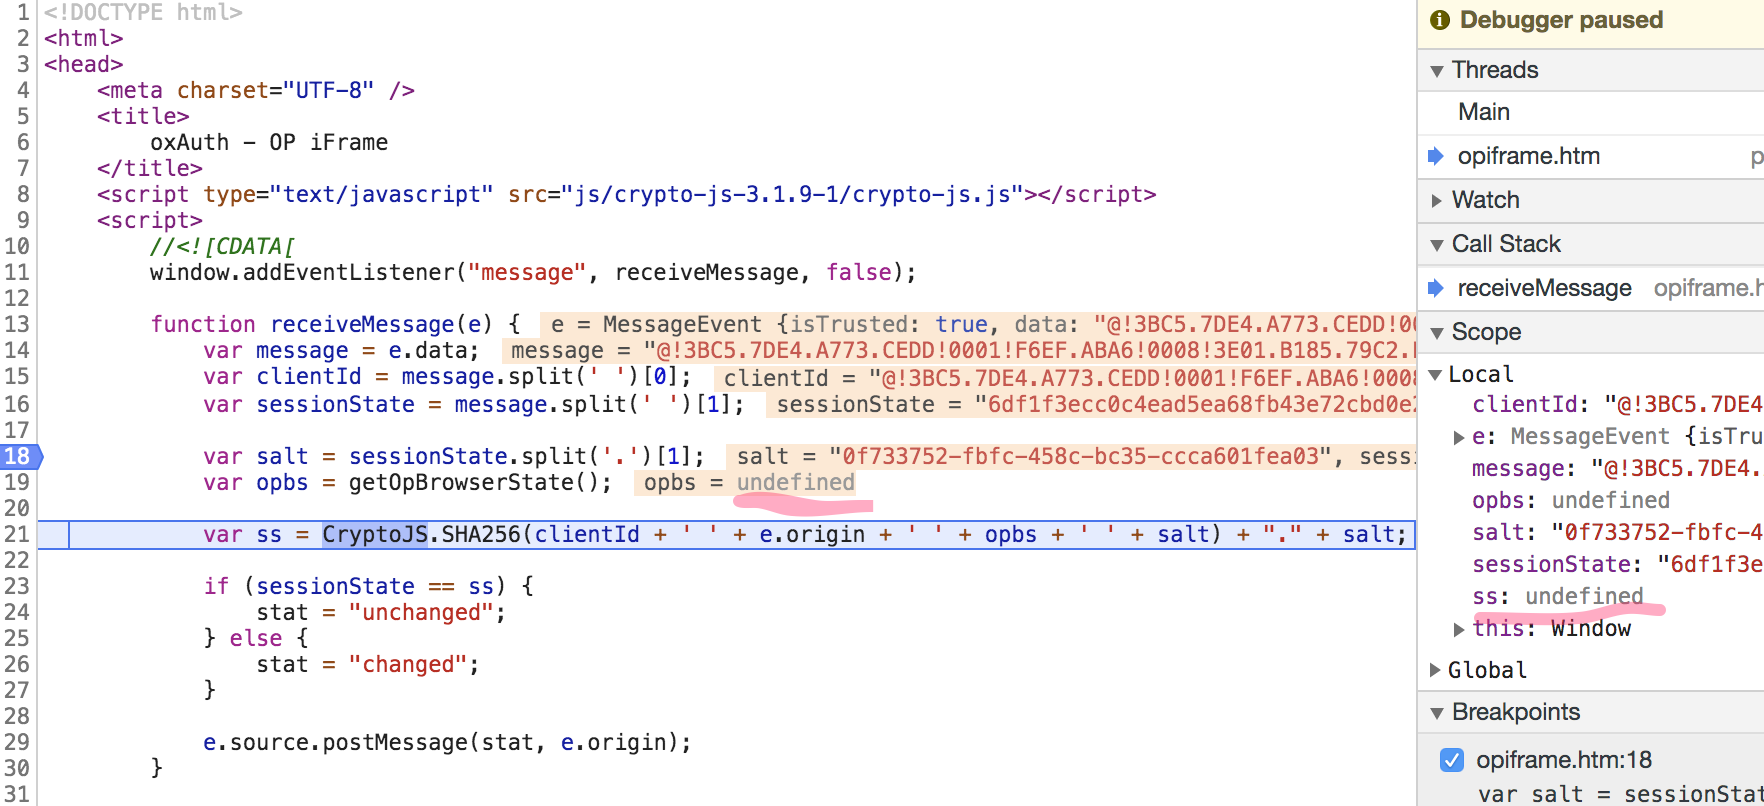 1 <!DOCTYPE html>
2 <html>
3 <head>
4 <meta charset="UTF-8" />
5 <title>
6 oxAuth - OP iFrame
7 </title>
8 <script type="text/javascript" src="js/crypto-js-3.1.9-1/crypto-js.js"></script>
9 <script>
10 //<![CDATA[
11 window.addEventListener("message", receiveMessage, false);
12
13 function receiveMessage(e) { e = MessageEvent {isTrusted: true, data: "@!3BC5.7DE4.A773.CEDD!00
14 var message = e.data; message = "@!3BC5.7DE4.A773.CEDD!0001!F6EF.ABA6!0008!3E01.B185.79C2.
15 var clientId = message.split(' ')[0]; clientId = "@!3BC5.7DE4.A773.CEDD!0001!F6EF.ABA6!0008
16 var sessionState = message.split(' ')[1]; sessionState = "6df1f3ecc0c4ead5ea68fb43e72cbd0e2
17
18 var salt = sessionState.split('.')[1]; salt = "0f733752-fbfc-458c-bc35-ccca601fea03", sess
19 var opbs = getOpBrowserState(); opbs = undefined
20
21 var ss = CryptoJS.SHA256(clientId + ' ' + e.origin + ' ' + opbs + ' ' + salt) + "." + salt;
22
23 if (sessionState == ss) {
24 stat = "unchanged";
25 } else {
26 stat = "changed";
27 }
28
29 e.source.postMessage(stat, e.origin);
30 }
31
Debugger paused
Threads
Main
opiframe.htm p
Watch
Call Stack
receiveMessage opiframe.h
Scope
Local
clientId: "@!3BC5.7DE4
e: MessageEvent {isTru
message: "@!3BC5.7DE4.
opbs: undefined
salt: "0f733752-fbfc-4
sessionState: "6df1f3e
ss: undefined
this: Window
Global
Breakpoints
opiframe.htm:18
var salt = sessionStat